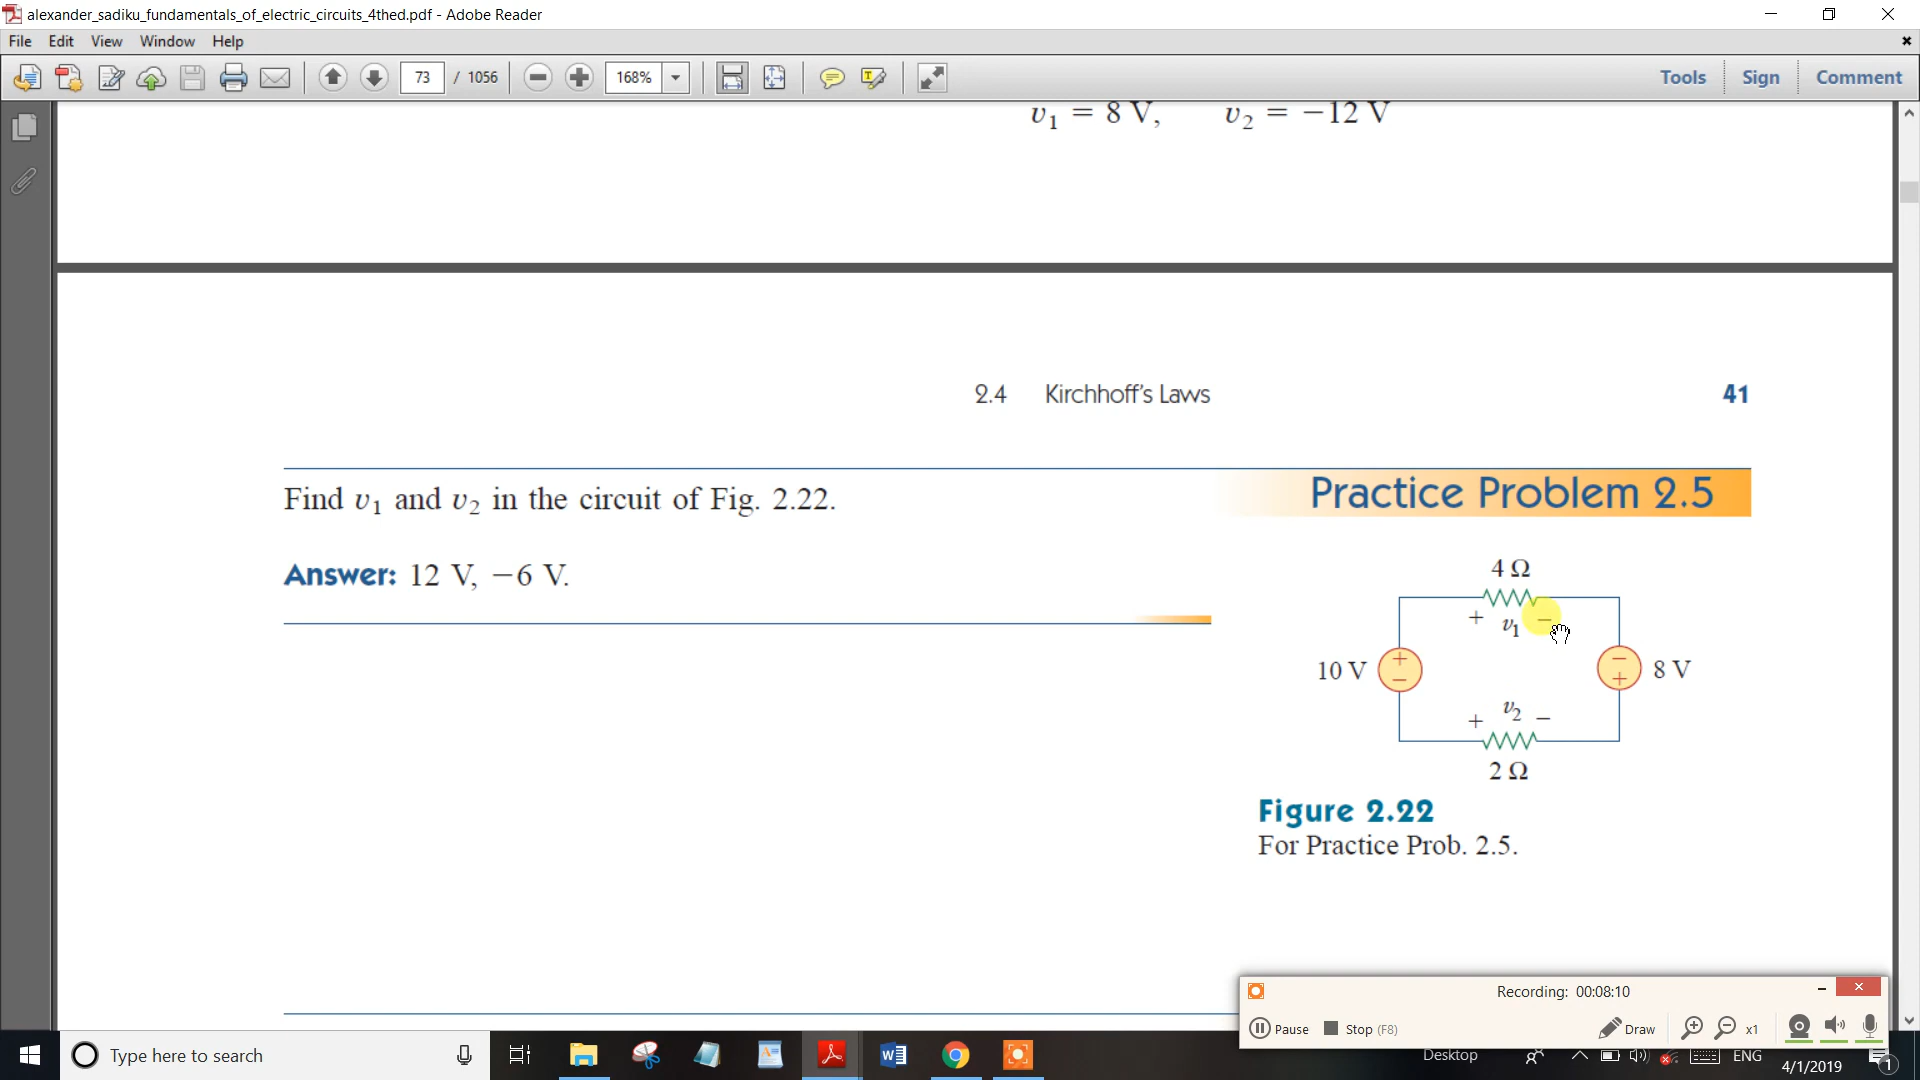 alexander_sadiku_fundamentals_of_electric_circuits_4thed.pdf - Adobe Reader
File Edit View Window Help
73 / 1056 168% Tools Sign Comment
v₁ = 8 V, v₂ = −12 V
2.4 Kirchhoff's Laws 41
Find v₁ and v₂ in the circuit of Fig. 2.22.
Answer: 12 V, −6 V.
Practice Problem 2.5
4 Ω
+ v₁ −
10 V + − − + 8 V
+ v₂ −
2 Ω
Figure 2.22
For Practice Prob. 2.5.
Recording: 00:08:10
Pause Stop (F8) Draw x1
Type here to search
Desktop ENG
4/1/2019
1